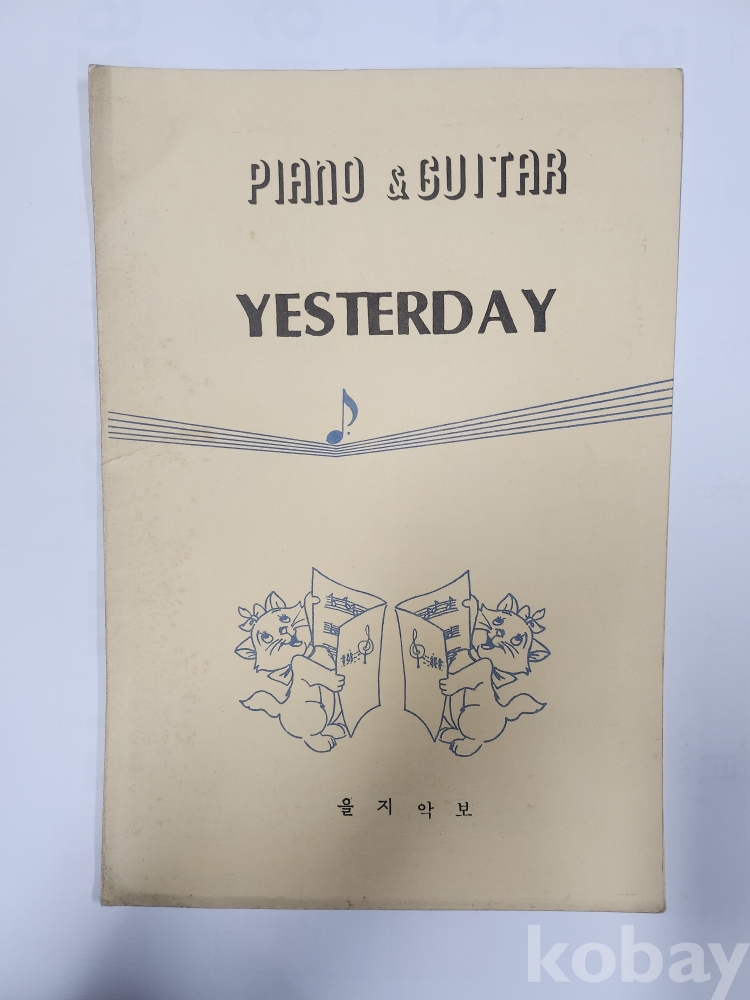 PIANO & GUITAR
YESTERDAY
을지악보
kobay